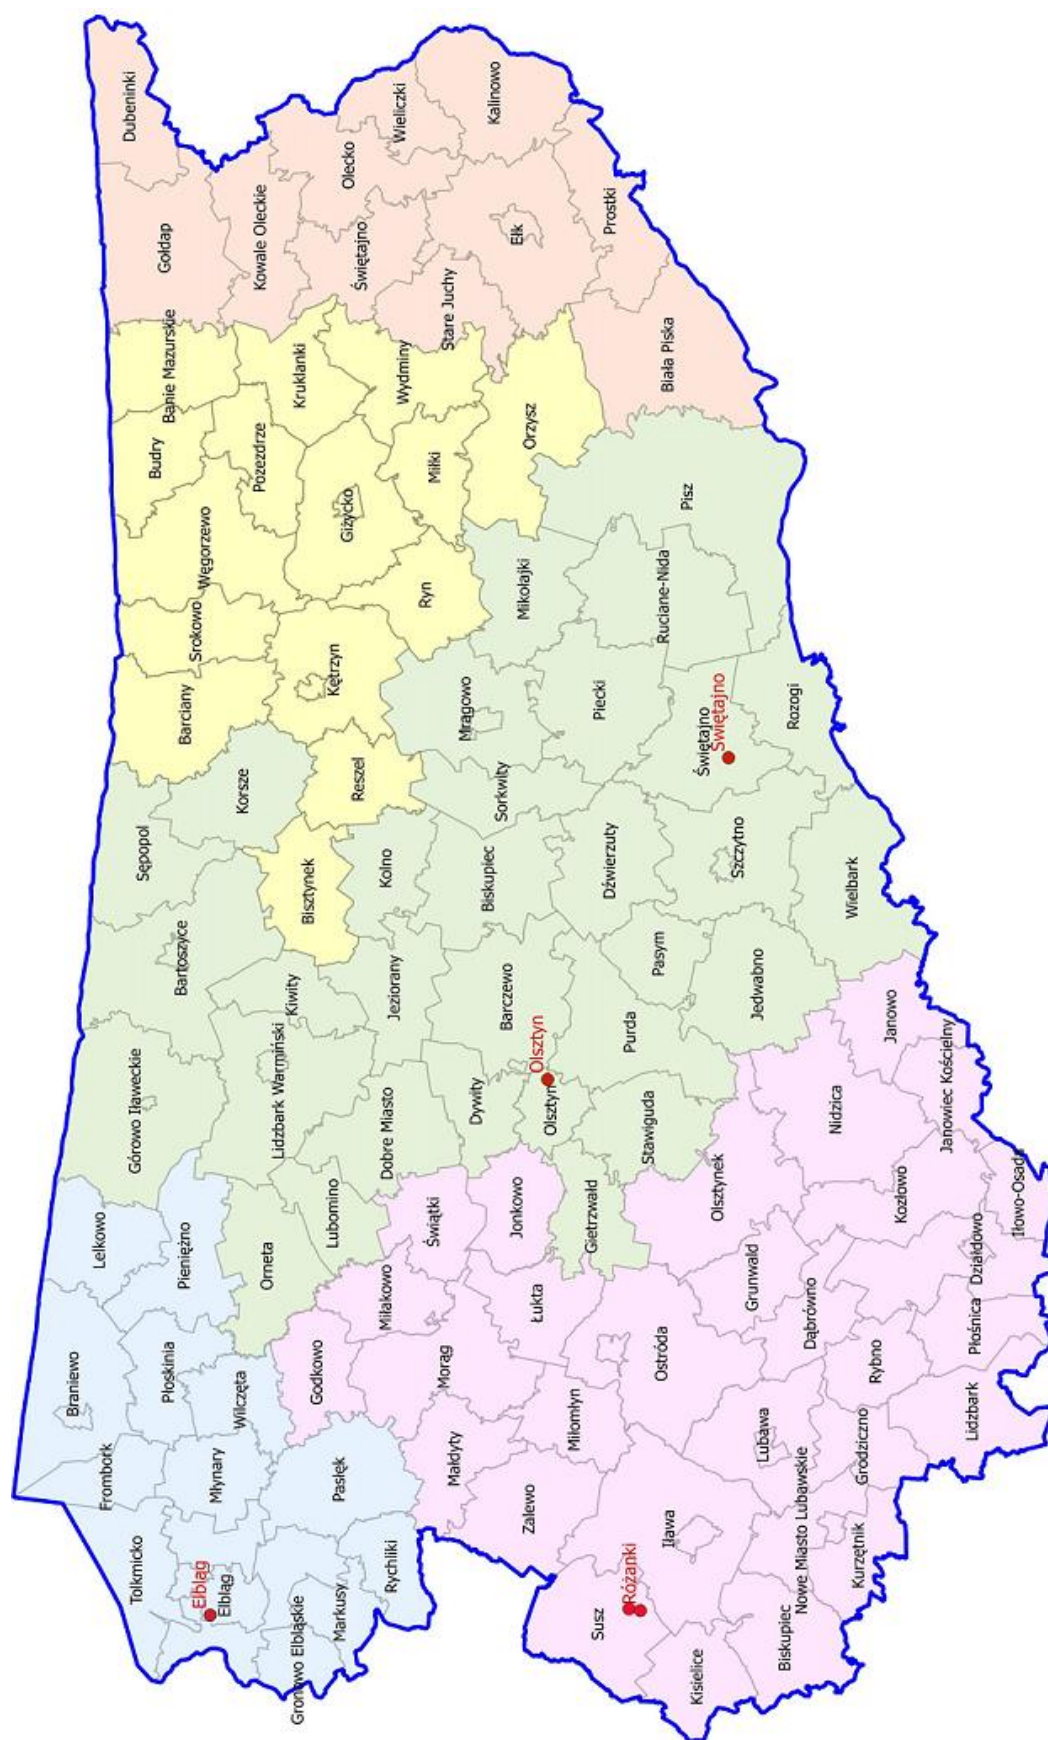 Dubeninki
Gołdap
Banie Mazurskie
Budry
Węgorzewo
Srokowo
Barciany
Sępopol
Bartoszyce
Górowo Iławeckie
Lelkowo
Pieniężno
Braniewo
Płoskinia
Frombork
Młynary
Wilczęta
Tolkmicko
Elbląg
Elbląg
Gronowo Elbląskie
Markusy
Rychliki
Pasłęk
Godkowo
Orneta
Lubomino
Lidzbark Warmiński
Kiwity
Bisztynek
Korsze
Reszel
Kętrzyn
Giżycko
Pozezdrze
Kruklanki
Kowale Oleckie
Olecko
Wieliczki
Świętajno
Stare Juchy
Wydminy
Miłki
Ryn
Kalinowo
Ełk
Prostki
Biała Piska
Orzysz
Pisz
Mikołajki
Ruciane-Nida
Mrągowo
Piecki
Sorkwity
Świętajno
Świętajno
Rozogi
Kolno
Biskupiec
Dźwierzuty
Szczytno
Wielbark
Jeziorany
Barczewo
Pasym
Jedwabno
Purda
Dobre Miasto
Dywity
Olsztyn
Olsztyn
Stawiguda
Gietrzwałd
Świątki
Jonkowo
Miłakowo
Łukta
Morąg
Małdyty
Miłomłyn
Ostróda
Zalewo
Olsztynek
Nidzica
Janowo
Janowiec Kościelny
Kozłowo
Iłowo-Osada
Działdowo
Grunwald
Dąbrówno
Płośnica
Rybno
Lidzbark
Lubawa
Grodziczno
Nowe Miasto Lubawskie
Kurzętnik
Iława
Różanki
Susz
Kisielice
Biskupiec